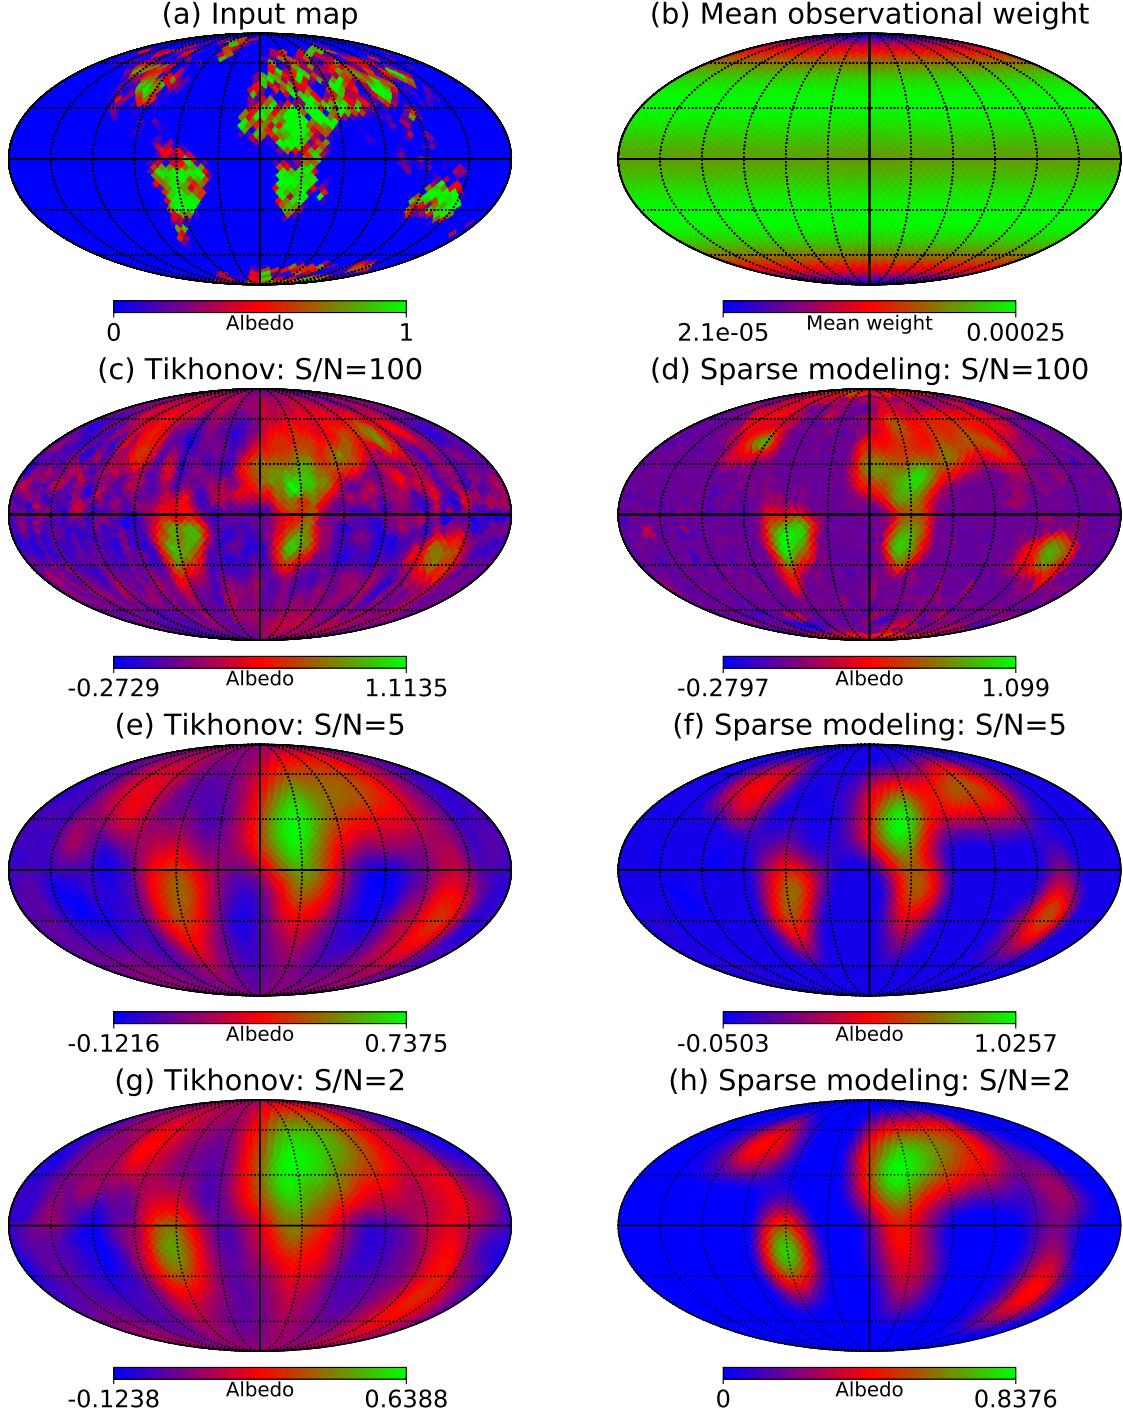 (a) Input map
(b) Mean observational weight
0 Albedo 1
2.1e-05 Mean weight 0.00025
(c) Tikhonov: S/N=100
(d) Sparse modeling: S/N=100
-0.2729 Albedo 1.1135
-0.2797 Albedo 1.099
(e) Tikhonov: S/N=5
(f) Sparse modeling: S/N=5
-0.1216 Albedo 0.7375
-0.0503 Albedo 1.0257
(g) Tikhonov: S/N=2
(h) Sparse modeling: S/N=2
-0.1238 Albedo 0.6388
0 Albedo 0.8376